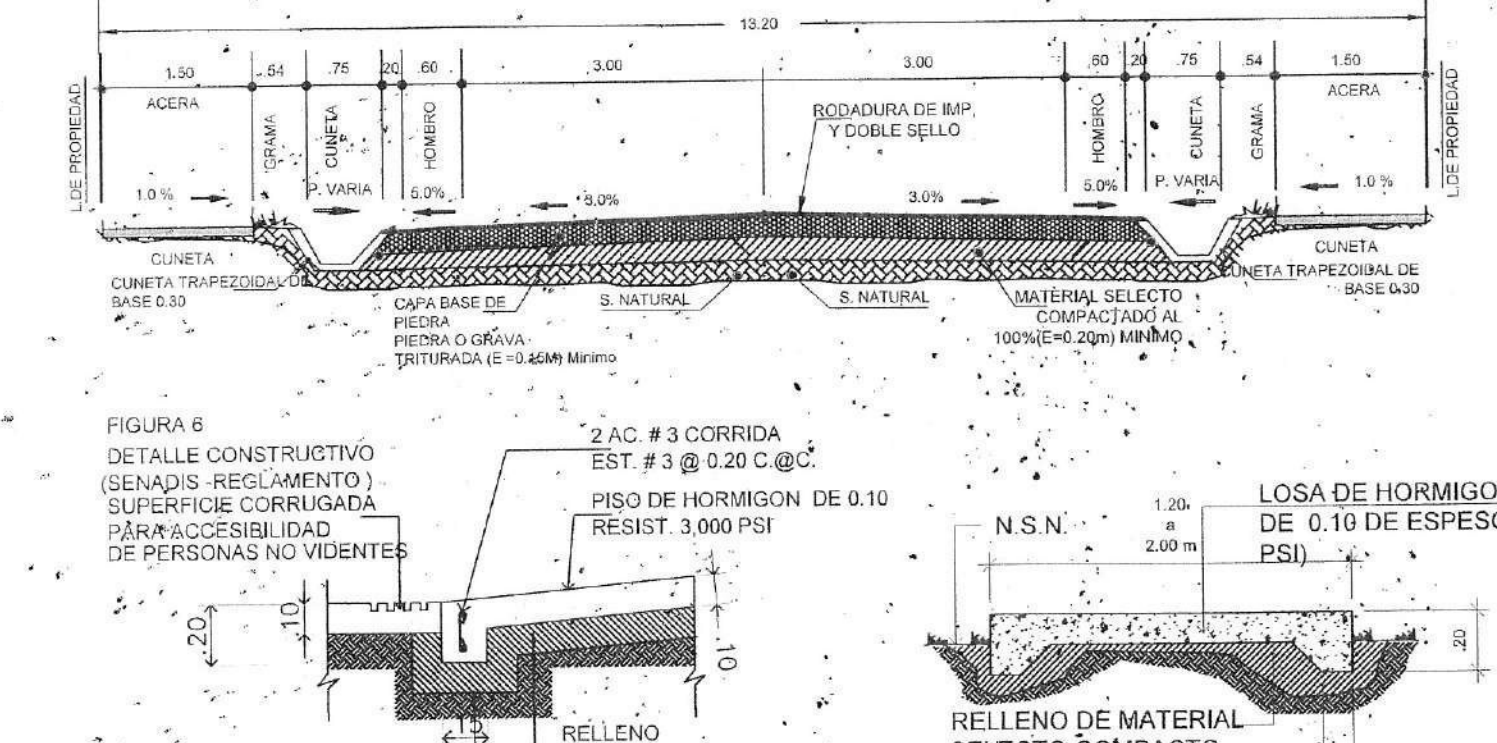 13.20
1.50
.54
.75
.20
.60
3.00
3.00
.60
.20
.75
.54
1.50
L.DE PROPIEDAD
ACERA
GRAMA
CUNETA
HOMBRO
RODADURA DE IMP,
Y DOBLE SELLO
HOMBRO
CUNETA
GRAMA
ACERA
L.DE PROPIEDAD
1.0 %
P. VARIA
5.0%
3.0%
3.0%
5.0%
P. VARIA
1.0 %
CUNETA
CUNETA TRAPEZOIDAL DE
BASE 0.30
CAPA BASE DE
PIEDRA
PIEDRA O GRAVA
TRITURADA (E =0.15M) Minimo
S. NATURAL
S. NATURAL
MATERIAL SELECTO
COMPACTADO AL
100%(E=0.20m) MINIMO
CUNETA
CUNETA TRAPEZOIDAL DE
BASE 0.30
FIGURA 6
DETALLE CONSTRUCTIVO
(SENADIS -REGLAMENTO )
SUPERFICIE CORRUGADA
PARA ACCESIBILIDAD
DE PERSONAS NO VIDENTES
2 AC. # 3 CORRIDA
EST. # 3 @ 0.20 C.@C.
PISO DE HORMIGON DE 0.10
RESIST. 3,000 PSI
.20
.10
.10
15
RELLENO
N.S.N.
1.20
a
2.00 m
LOSA DE HORMIGO
DE 0.10 DE ESPESO
PSI)
.20
RELLENO DE MATERIAL
SELECTO COMPACTO